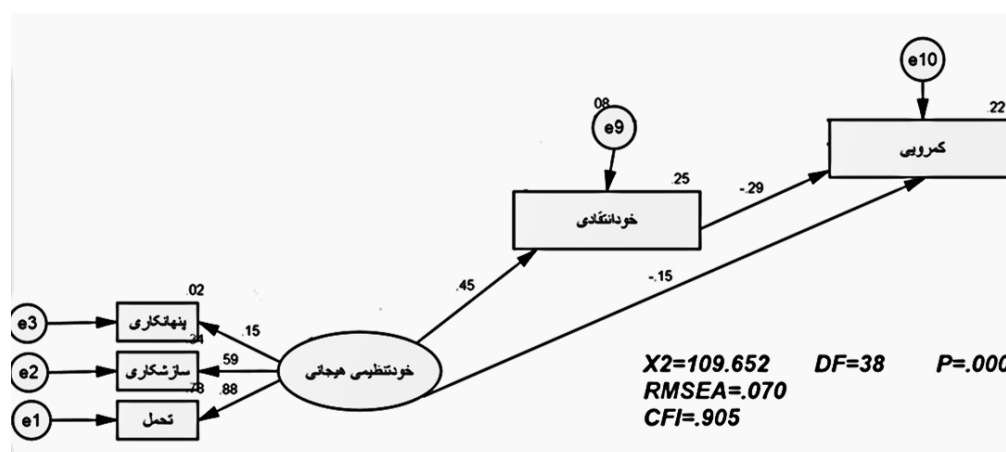 e10
.22
کمرویی
08
e9
.25
-.29
خودانتقادی
.45
-.15
.02
e3
پنهانکاری
.15
.34
e2
سازشکاری
.59
خودتنظیمی هیجانی
.78
.88
e1
تحمل
X2=109.652 DF=38 P=.000
RMSEA=.070
CFI=.905